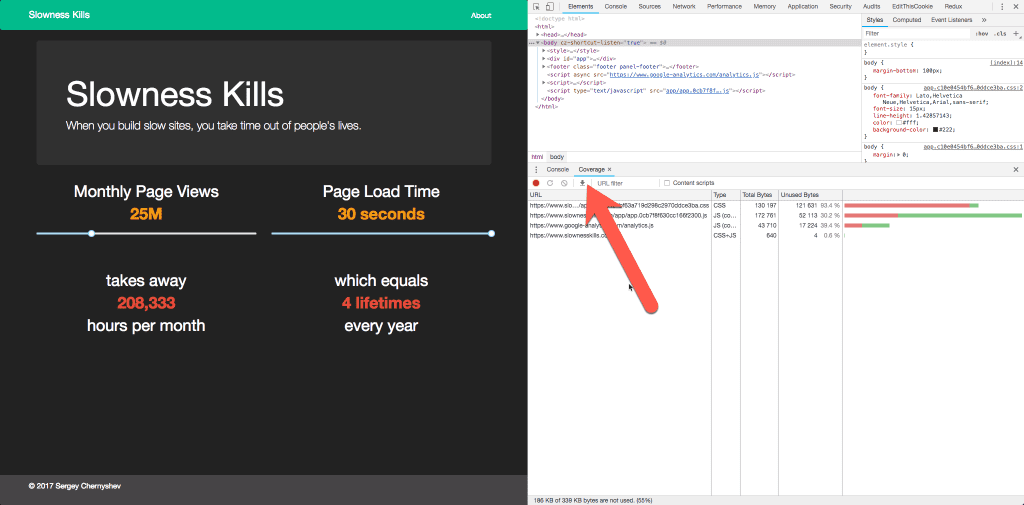 Slowness Kills
About
Slowness Kills
When you build slow sites, you take time out of people's lives.
Monthly Page Views
25M
Page Load Time
30 seconds
takes away
208,333
hours per month
which equals
4 lifetimes
every year
© 2017 Sergey Chernyshev
Elements Console Sources Network Performance Memory Application Security Audits EditThisCookie Redux
<!doctype html>
<html>
<head>…</head>
<body cz-shortcut-listen="true"> == $0
<style>…</style>
<div id="app">…</div>
<footer class="footer panel-footer">…</footer>
<script async src="https://www.google-analytics.com/analytics.js"></script>
<script>…</script>
<script type="text/javascript" src="app/app.0cb7f8f….js"></script>
</body>
</html>
html body
Styles Computed Event Listeners »
Filter :hov .cls +
element.style {
}
body { (index):14
margin-bottom: 100px;
}
body { app.c10e0454bf6…0ddce3ba.css:2
font-family: Lato,Helvetica
Neue,Helvetica,Arial,sans-serif;
font-size: 15px;
line-height: 1.42857143;
color: #fff;
background-color: #222;
}
body { app.c10e0454bf6…0ddce3ba.css:1
margin: 0;
}
Console Coverage ×
URL filter Content scripts
URL Type Total Bytes Unused Bytes
https://www.slo…/ap bf63a719d298c2970ddce3ba.css CSS 130 197 121 631 93.4 %
https://www.slowness /app/app.0cb7f8f630cc166f2300.js JS (co… 172 761 52 113 30.2 %
https://www.google-analyt /analytics.js JS (co… 43 710 17 224 39.4 %
https://www.slownesskills.co CSS+JS 640 4 0.6 %
186 KB of 339 KB bytes are not used. (55%)